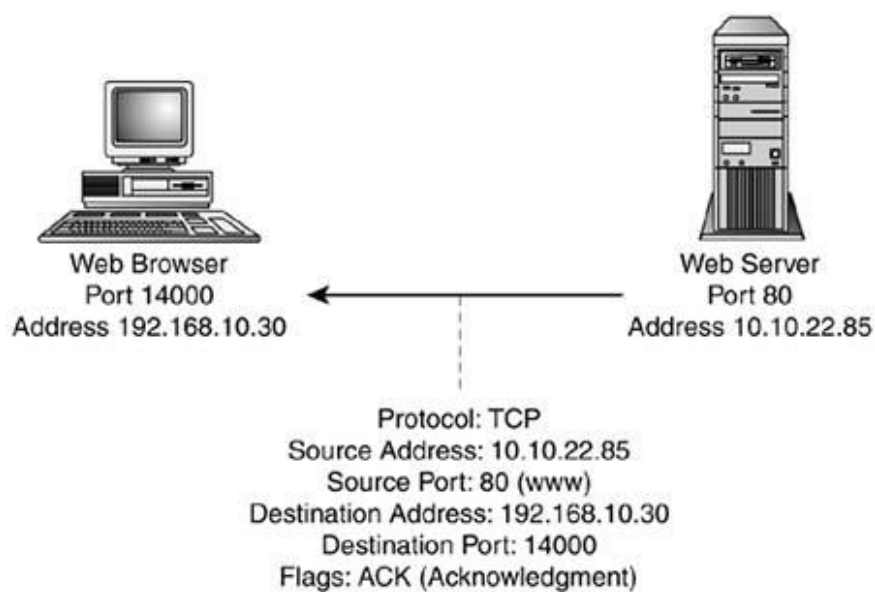 Web Browser
Port 14000
Address 192.168.10.30
Web Server
Port 80
Address 10.10.22.85
Protocol: TCP
Source Address: 10.10.22.85
Source Port: 80 (www)
Destination Address: 192.168.10.30
Destination Port: 14000
Flags: ACK (Acknowledgment)